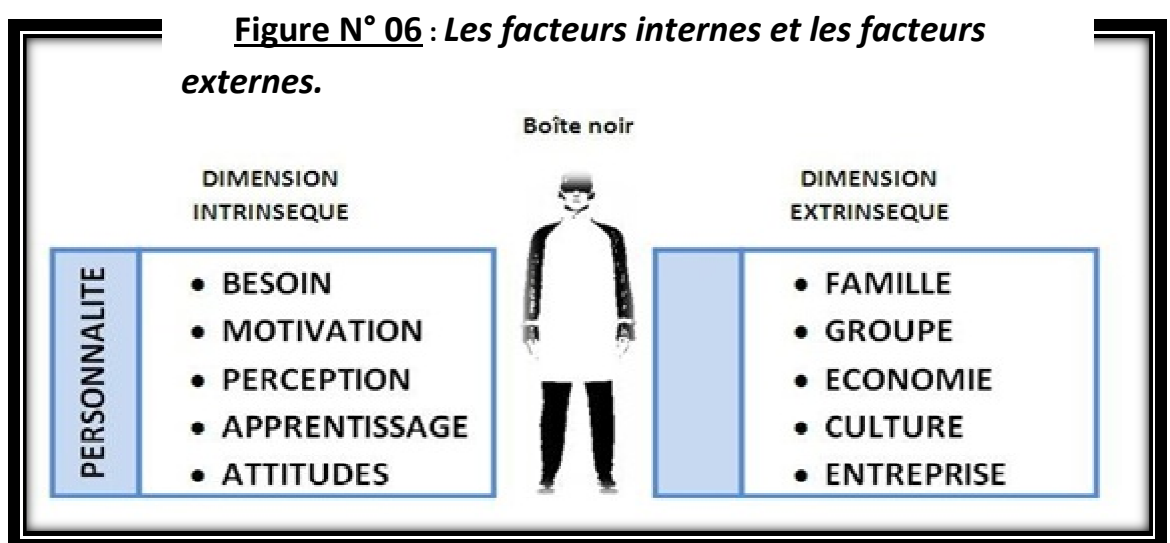 Figure N° 06 : Les facteurs internes et les facteurs
externes.
Boîte noir
DIMENSION
INTRINSEQUE
PERSONNALITE
• BESOIN
• MOTIVATION
• PERCEPTION
• APPRENTISSAGE
• ATTITUDES
DIMENSION
EXTRINSEQUE
• FAMILLE
• GROUPE
• ECONOMIE
• CULTURE
• ENTREPRISE